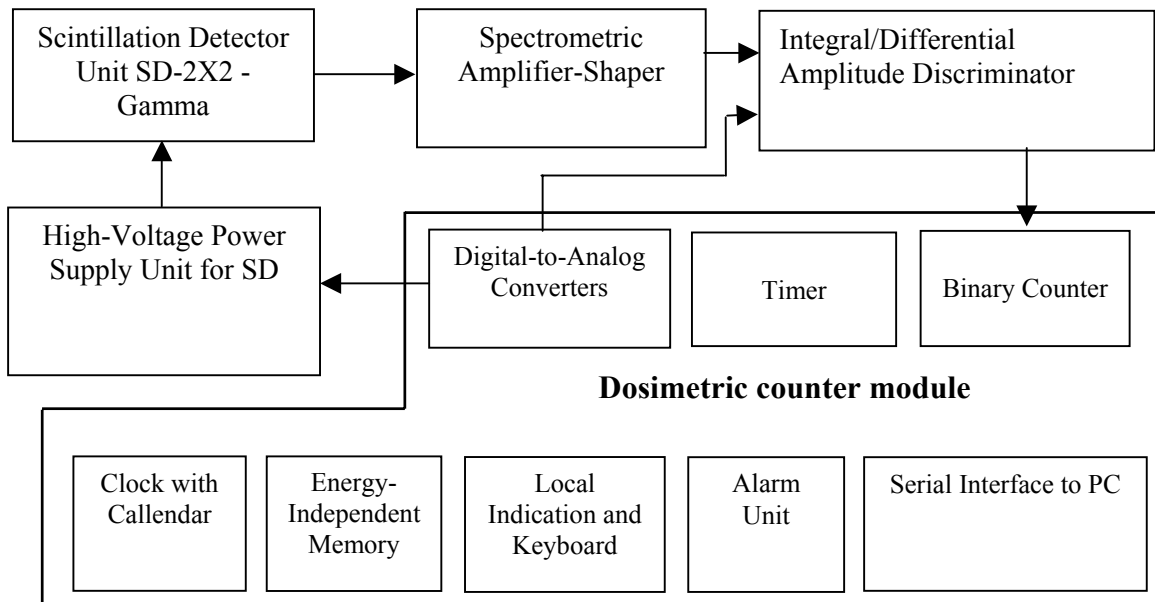 Scintillation Detector
Unit SD-2X2 -
Gamma
Spectrometric
Amplifier-Shaper
Integral/Differential
Amplitude Discriminator
High-Voltage Power
Supply Unit for SD
Digital-to-Analog
Converters
Timer
Binary Counter
Dosimetric counter module
Clock with
Callendar
Energy-
Independent
Memory
Local
Indication and
Keyboard
Alarm
Unit
Serial Interface to PC